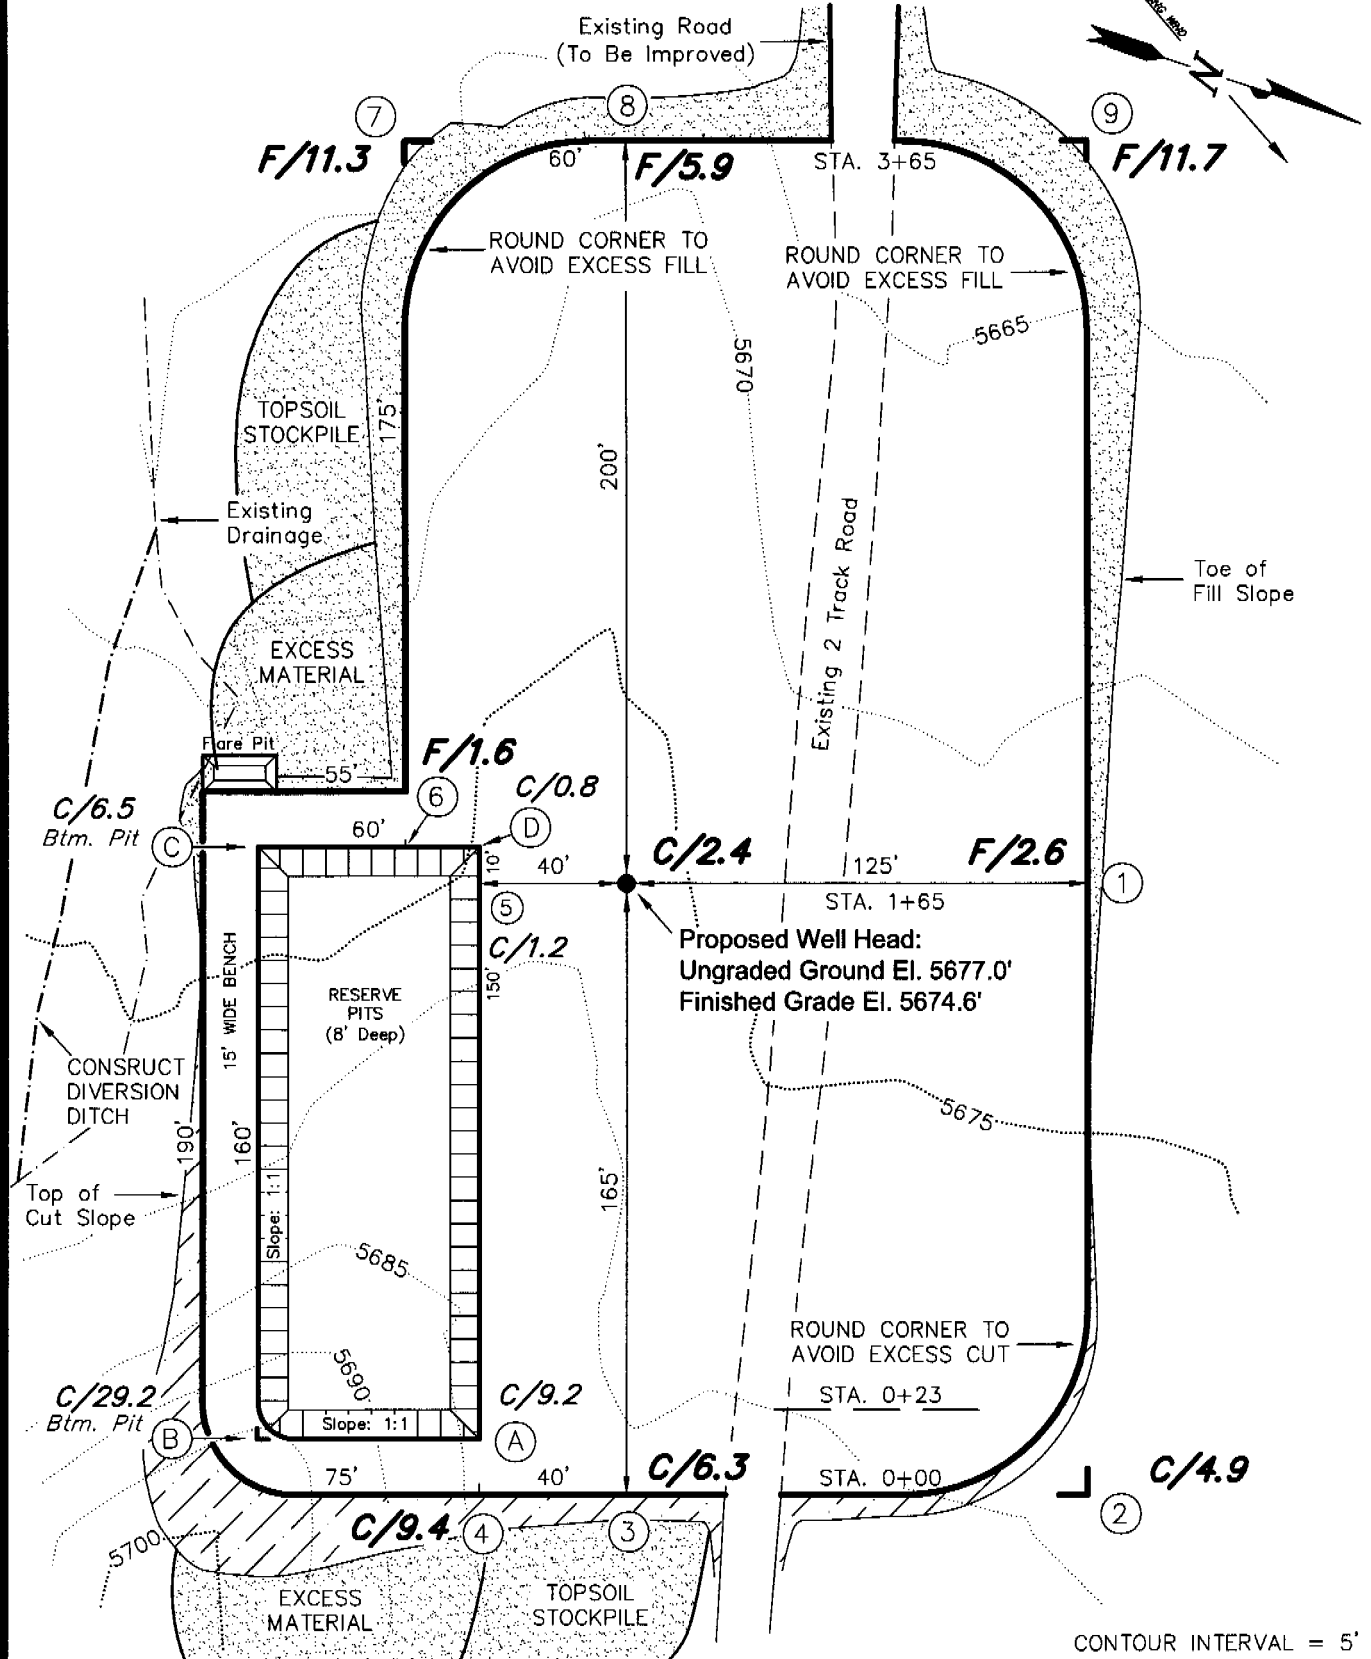 Existing Road
(To Be Improved)
WIND
N
7
8
9
F/11.3
60'
F/5.9
STA. 3+65
F/11.7
ROUND CORNER TO
AVOID EXCESS FILL
ROUND CORNER TO
AVOID EXCESS FILL
5665
5670
TOPSOIL
STOCKPILE
175'
200'
Existing
Drainage
Existing 2 Track Road
Toe of
Fill Slope
EXCESS
MATERIAL
Flare Pit
55'
F/1.6
6
C/0.8
C/6.5
Btm. Pit
C
60'
D
10'
40'
C/2.4
125'
F/2.6
1
STA. 1+65
5
C/1.2
Proposed Well Head:
Ungraded Ground El. 5677.0'
Finished Grade El. 5674.6'
15' WIDE BENCH
RESERVE
PITS
(8' Deep)
150'
CONSRUCT
DIVERSION
DITCH
5675
190'
160'
165'
Top of
Cut Slope
Slope: 1:1
5685
ROUND CORNER TO
AVOID EXCESS CUT
5690
C/29.2
Btm. Pit
C/9.2
STA. 0+23
B
Slope: 1:1
A
75'
40'
C/6.3
STA. 0+00
C/4.9
2
C/9.4
4
3
5700
EXCESS
MATERIAL
TOPSOIL
STOCKPILE
CONTOUR INTERVAL = 5'